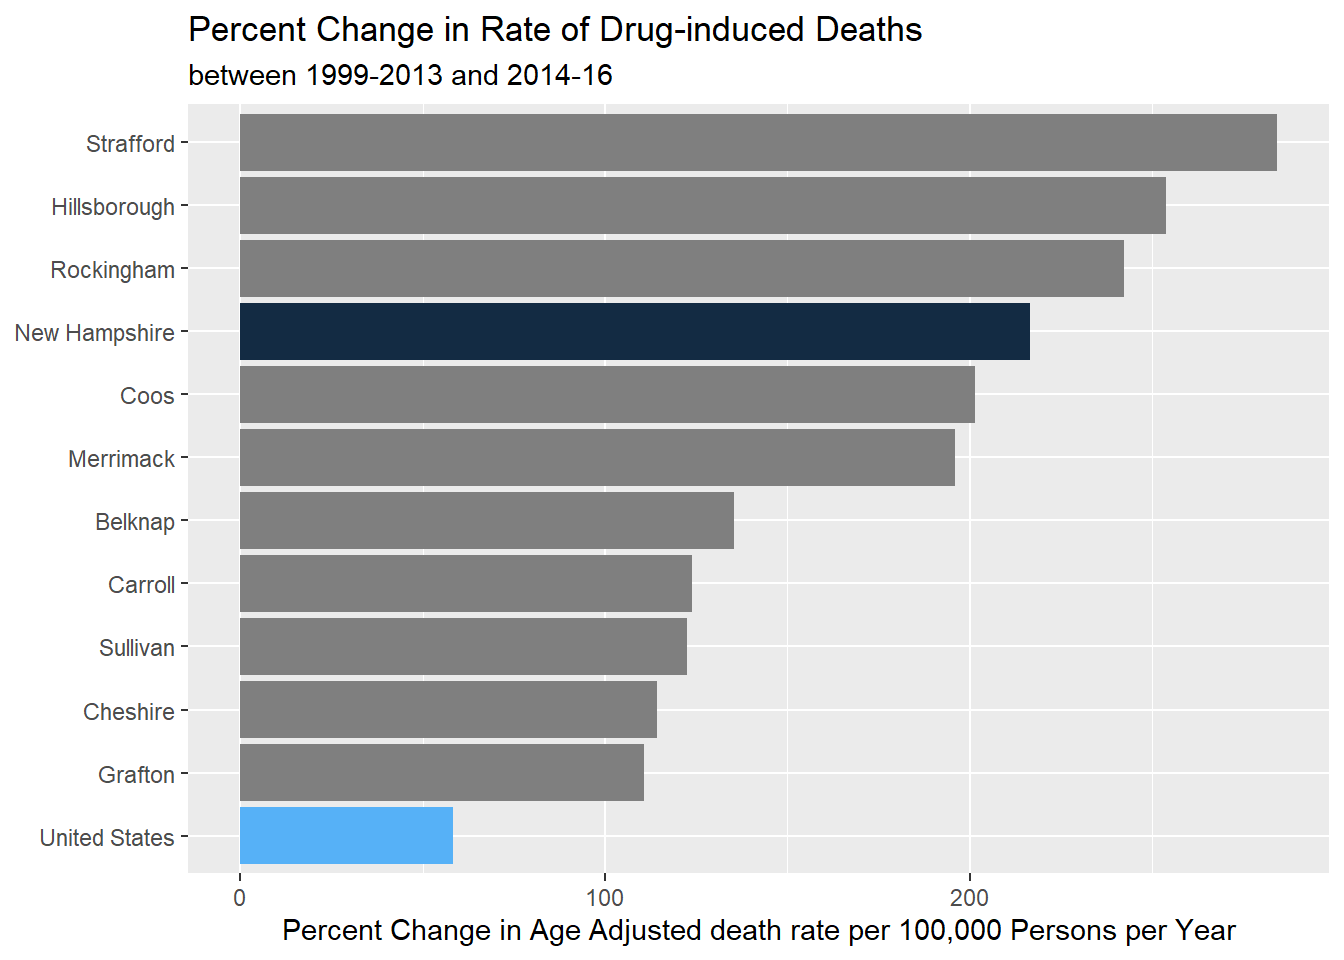 Percent Change in Rate of Drug-induced Deaths
between 1999-2013 and 2014-16
Strafford
Hillsborough
Rockingham
New Hampshire
Coos
Merrimack
Belknap
Carroll
Sullivan
Cheshire
Grafton
United States
0 100 200
Percent Change in Age Adjusted death rate per 100,000 Persons per Year